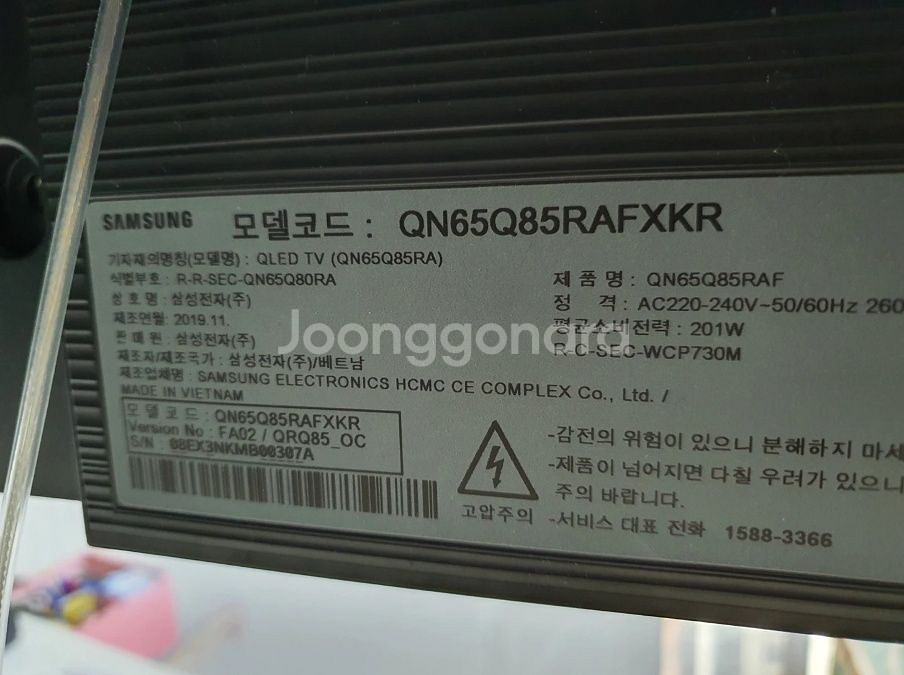 SAMSUNG 모델코드 : QN65Q85RAFXKR
기자재의명칭(모델명) : QLED TV (QN65Q85RA)
식별부호 : R-R-SEC-QN65Q80RA
상 호 명 : 삼성전자(주)
제조연월 : 2019.11.
판 매 원 : 삼성전자(주)
제조자/제조국가 : 삼성전자(주)/베트남
제조업체명 : SAMSUNG ELECTRONICS HCMC CE COMPLEX Co., Ltd. /
MADE IN VIETNAM
제 품 명 : QN65Q85RAF
정 격 : AC220-240V~50/60Hz 260
평균소비전력 : 201W
R-C-SEC-WCP730M
Joonggonara
모 델 코 드 : QN65Q85RAFXKR
Version No : FA02 / QRQ85_OC
S/N : 08EX3NKMB00307A
고압주의
-감전의 위험이 있으니 분해하지 마세
-제품이 넘어지면 다칠 우려가 있으니
주의 바랍니다.
-서비스 대표 전화 1588-3366